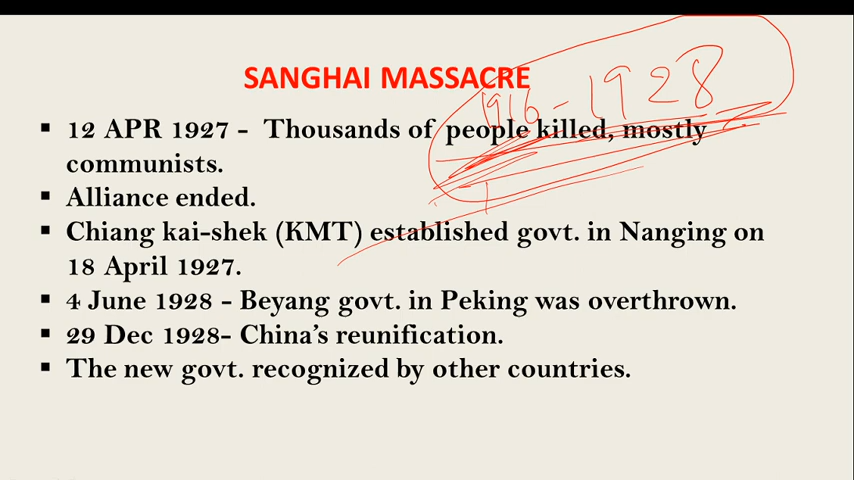 SANGHAI MASSACRE
1916 - 1928
▪ 12 APR 1927 - Thousands of people killed, mostly
communists.
▪ Alliance ended.
▪ Chiang kai-shek (KMT) established govt. in Nanging on
18 April 1927.
▪ 4 June 1928 - Beyang govt. in Peking was overthrown.
▪ 29 Dec 1928- China's reunification.
▪ The new govt. recognized by other countries.